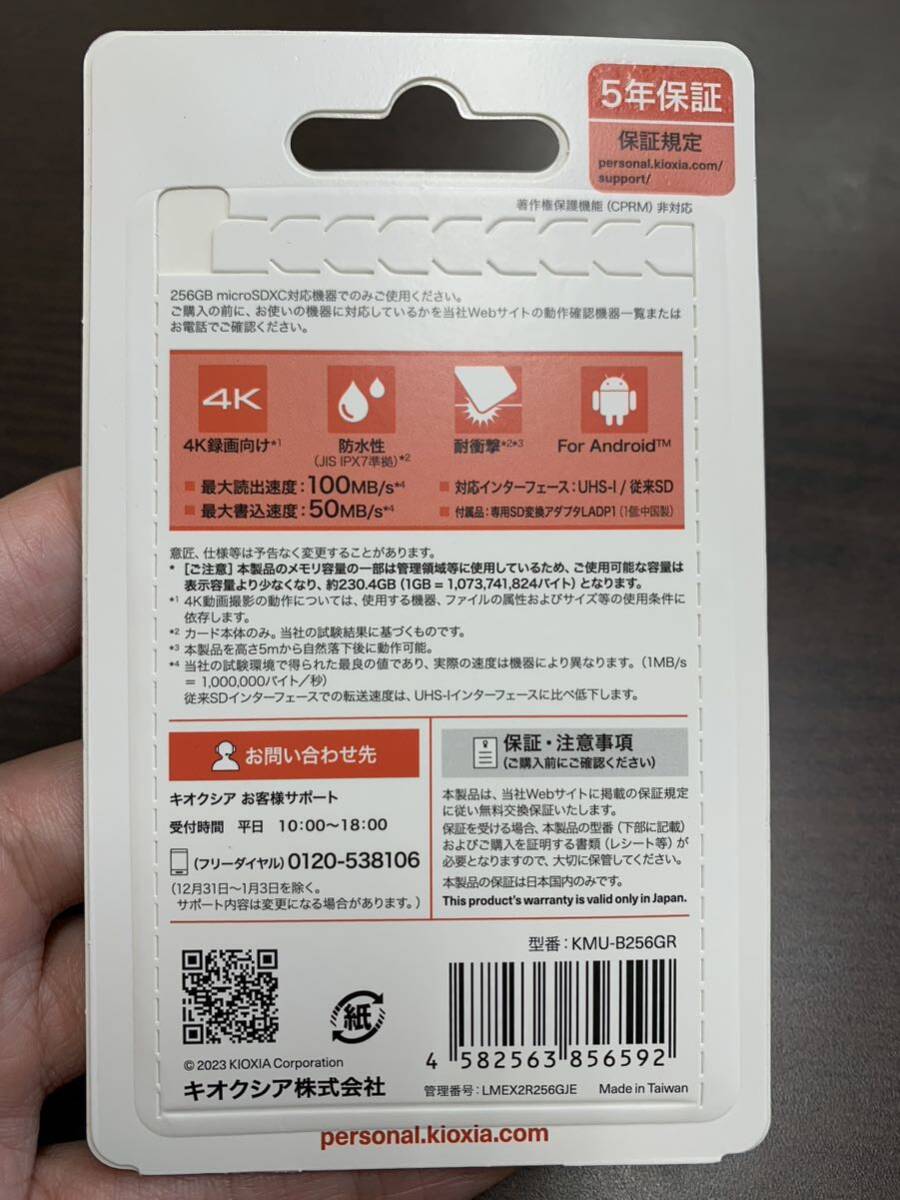 5年保証
保証規定
personal.kioxia.com/
support/
著作権保護機能 (CPRM) 非対応
256GB microSDXC対応機器でのみご使用ください。
ご購入の前に、お使いの機器に対応しているかを当社Webサイトの動作確認機器一覧または
お電話でご確認ください。
4K
4K録画向け*1
防水性
(JIS IPX7準拠)*2
耐衝撃*2*3
For Android™
■ 最大読出速度:100MB/s*4
■ 最大書込速度:50MB/s*4
■ 対応インターフェース:UHS-I / 従来SD
■ 付属品:専用SD変換アダプタLADP1 (1個:中国製)
意匠、仕様等は予告なく変更することがあります。
* [ご注意] 本製品のメモリ容量の一部は管理領域等に使用しているため、ご使用可能な容量は
表示容量より少なくなり、約230.4GB (1GB = 1,073,741,824バイト) となります。
*1 4K動画撮影の動作については、使用する機器、ファイルの属性およびサイズ等の使用条件に
依存します。
*2 カード本体のみ。当社の試験結果に基づくものです。
*3 本製品を高さ5mから自然落下後に動作可能。
*4 当社の試験環境で得られた最良の値であり、実際の速度は機器により異なります。(1MB/s
= 1,000,000バイト/秒)
従来SDインターフェースでの転送速度は、UHS-Iインターフェースに比べ低下します。
お問い合わせ先
キオクシア お客様サポート
受付時間 平日 10:00~18:00
(フリーダイヤル) 0120-538106
(12月31日~1月3日を除く。
サポート内容は変更になる場合があります。)
保証・注意事項
(ご購入前にご確認ください)
本製品は、当社Webサイトに掲載の保証規定
に従い無料交換保証いたします。
保証を受ける場合、本製品の型番 (下部に記載)
およびご購入を証明する書類 (レシート等) が
必要となりますので、大切に保管してください。
本製品の保証は日本国内のみです。
This product's warranty is valid only in Japan.
型番:KMU-B256GR
紙
4 582563 856592
© 2023 KIOXIA Corporation
キオクシア株式会社
管理番号:LMEX2R256GJE Made in Taiwan
personal.kioxia.com